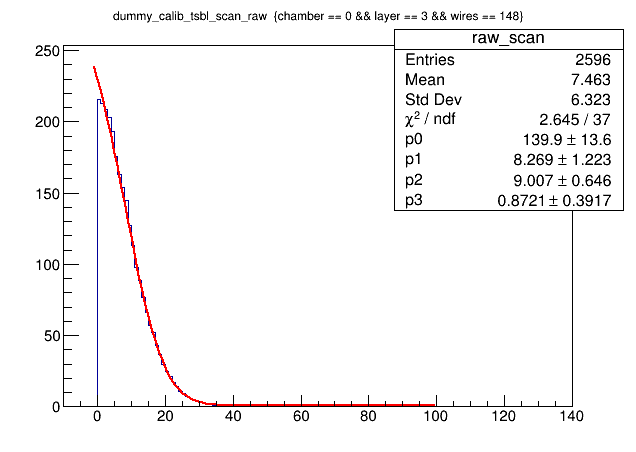 dummy_calib_tsbl_scan_raw {chamber == 0 && layer == 3 && wires == 148}
raw_scan
Entries 2596
Mean 7.463
Std Dev 6.323
χ² / ndf 2.645 / 37
p0 139.9 ± 13.6
p1 8.269 ± 1.223
p2 9.007 ± 0.646
p3 0.8721 ± 0.3917
250
200
150
100
50
0
0 20 40 60 80 100 120 140